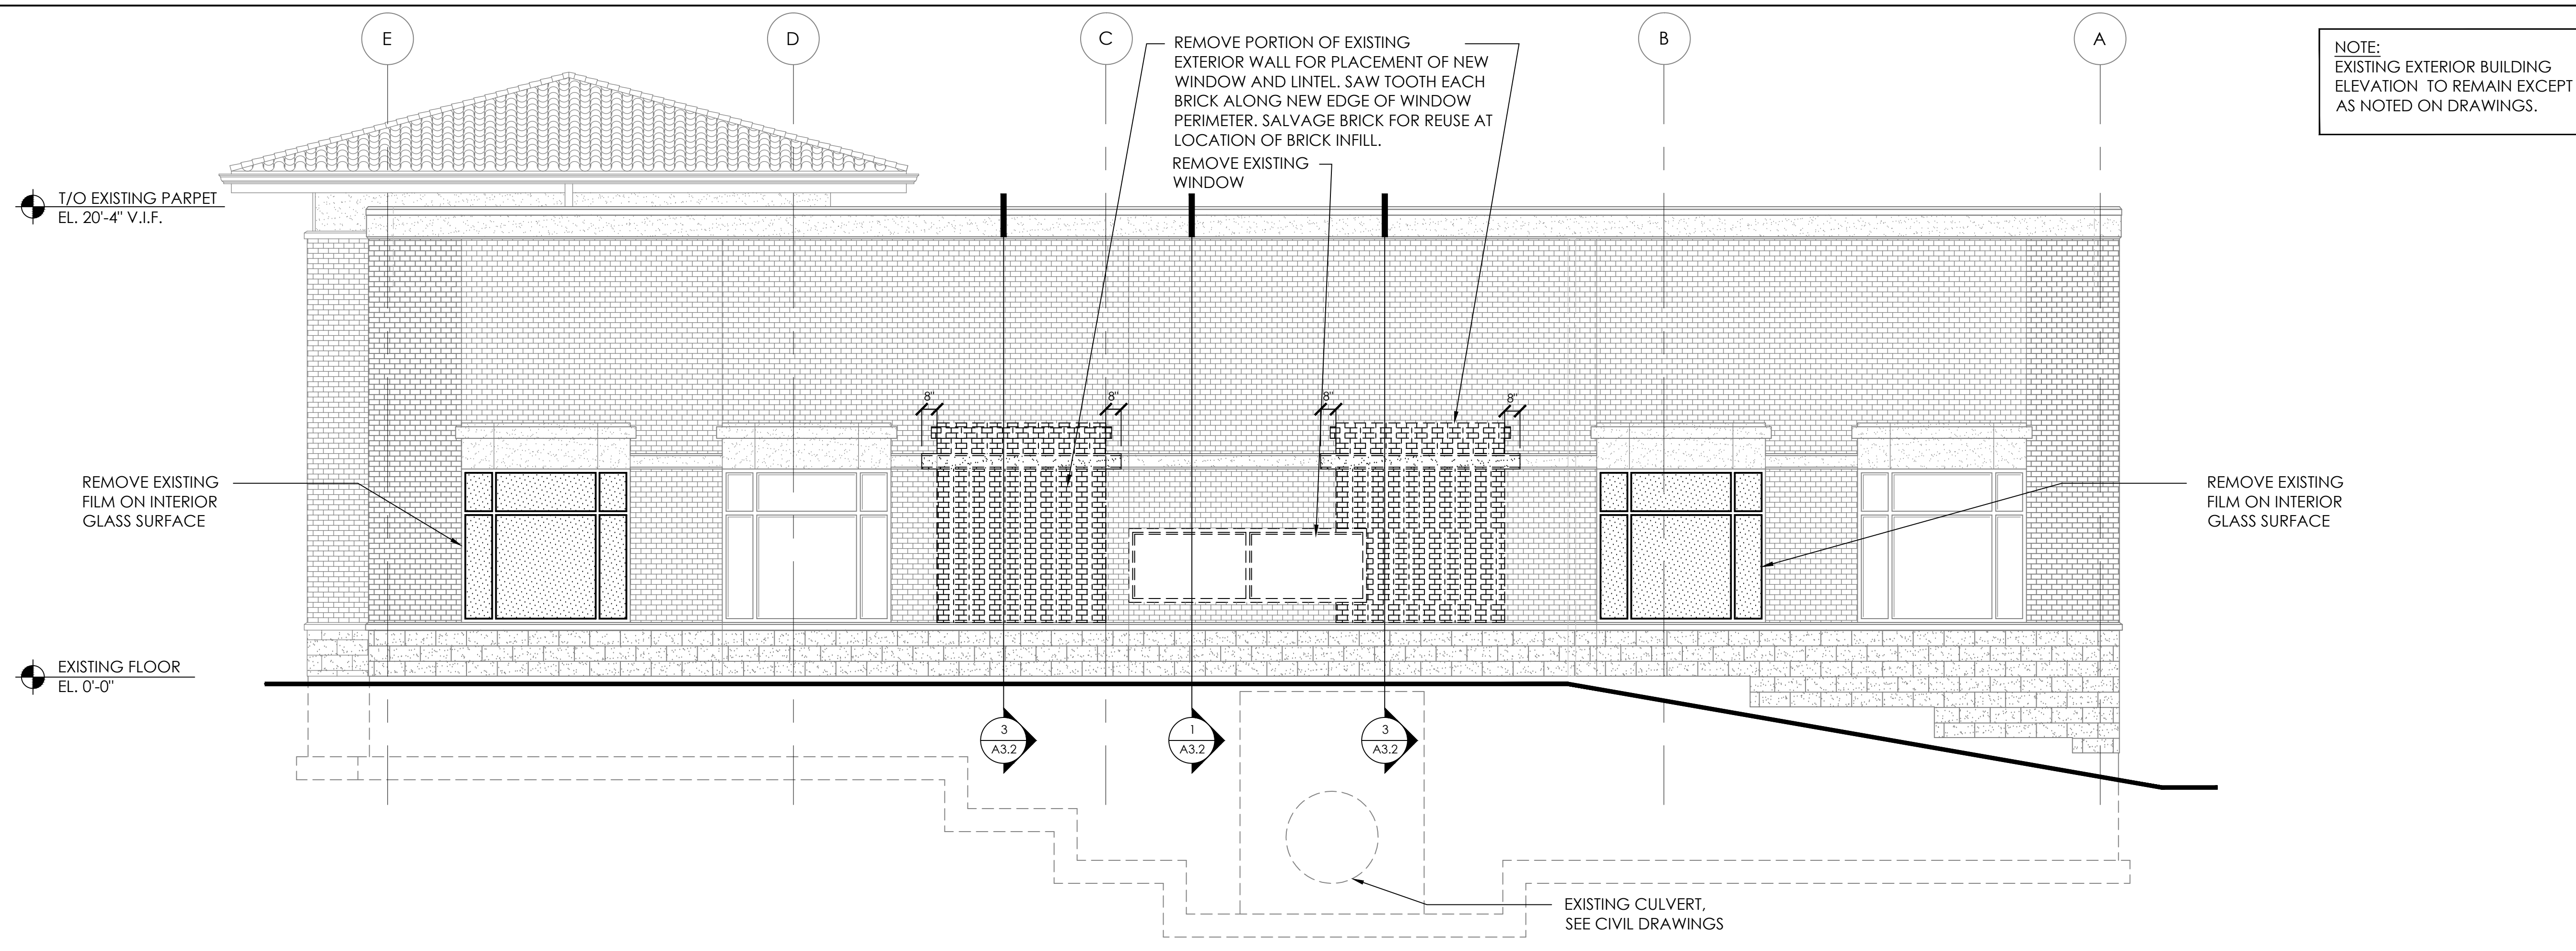 E
D
C
B
A
REMOVE PORTION OF EXISTING
EXTERIOR WALL FOR PLACEMENT OF NEW
WINDOW AND LINTEL. SAW TOOTH EACH
BRICK ALONG NEW EDGE OF WINDOW
PERIMETER. SALVAGE BRICK FOR REUSE AT
LOCATION OF BRICK INFILL.
REMOVE EXISTING
WINDOW
NOTE:
EXISTING EXTERIOR BUILDING
ELEVATION TO REMAIN EXCEPT
AS NOTED ON DRAWINGS.
T/O EXISTING PARPET
EL. 20'-4" V.I.F.
8"
8"
8"
8"
REMOVE EXISTING
FILM ON INTERIOR
GLASS SURFACE
REMOVE EXISTING
FILM ON INTERIOR
GLASS SURFACE
EXISTING FLOOR
EL. 0'-0"
3
A3.2
1
A3.2
3
A3.2
EXISTING CULVERT,
SEE CIVIL DRAWINGS